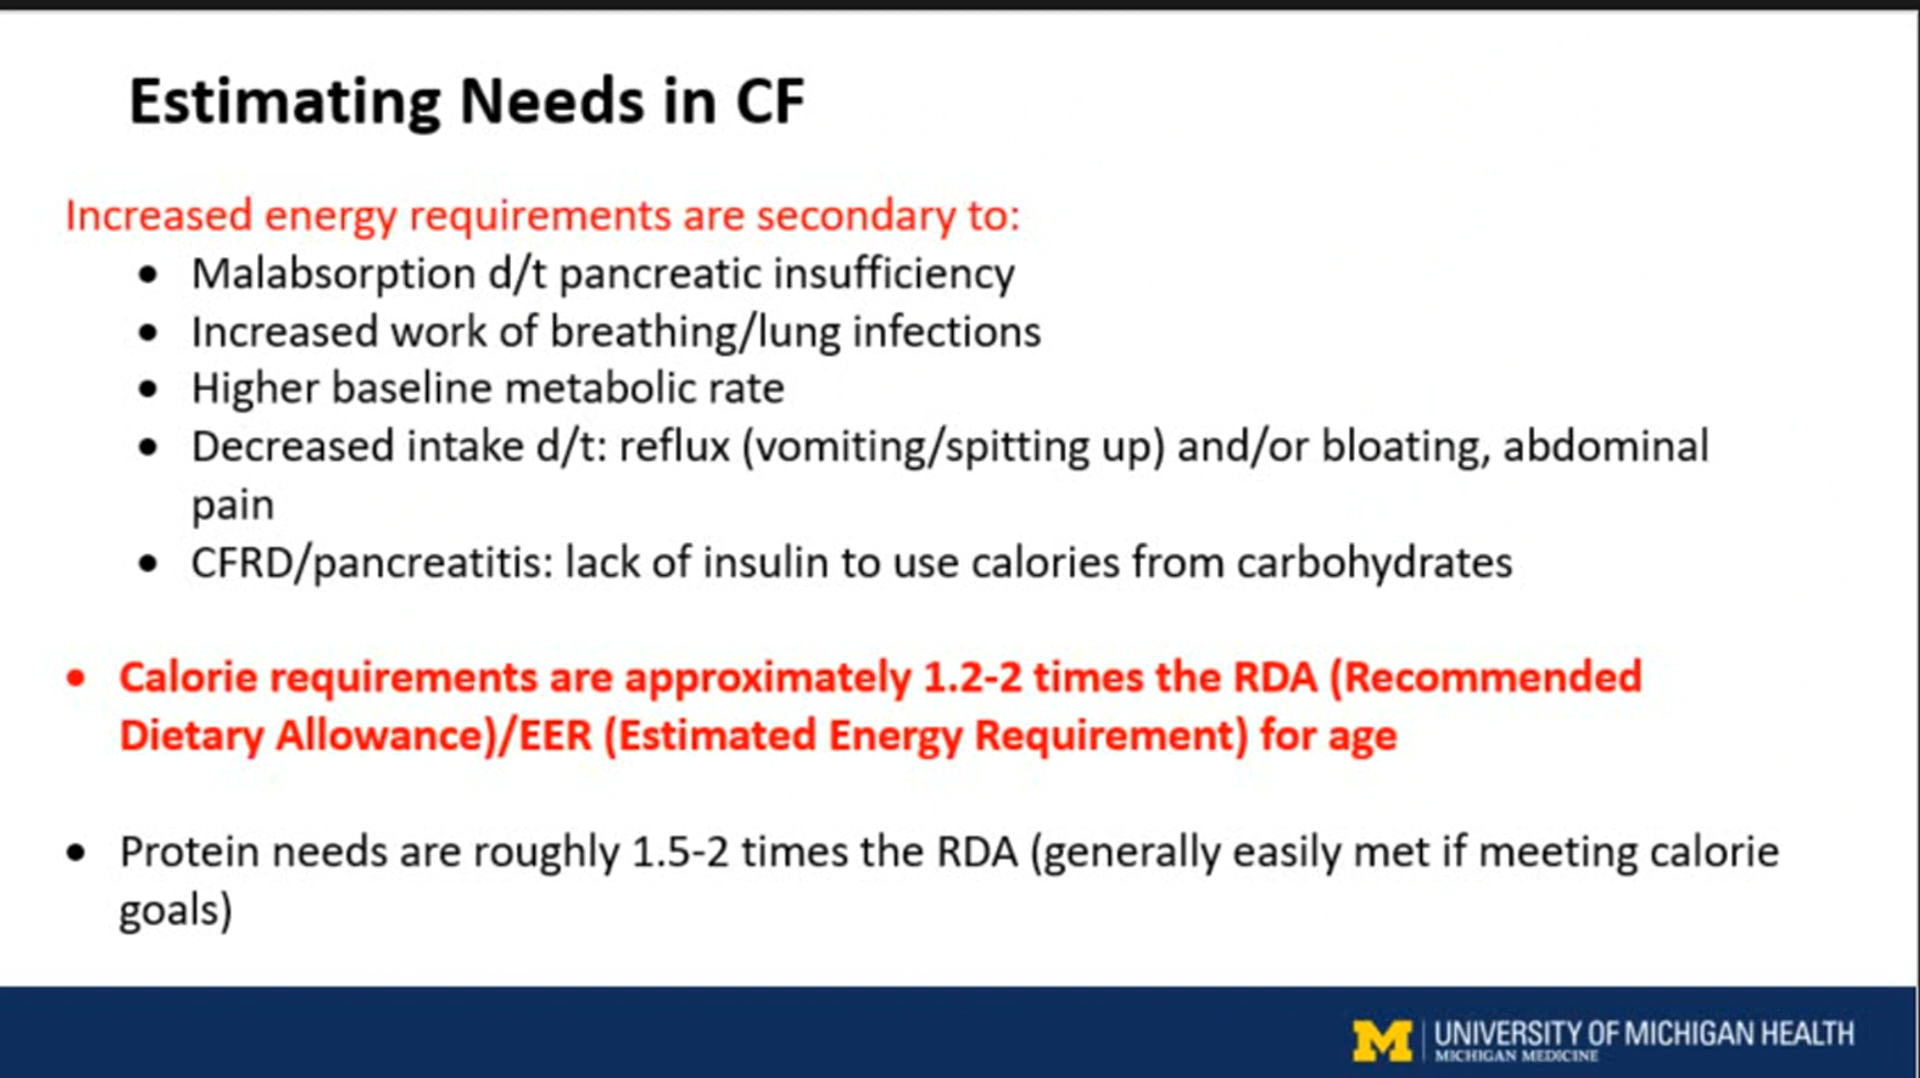 Estimating Needs in CF
Increased energy requirements are secondary to:
• Malabsorption d/t pancreatic insufficiency
• Increased work of breathing/lung infections
• Higher baseline metabolic rate
• Decreased intake d/t: reflux (vomiting/spitting up) and/or bloating, abdominal
pain
• CFRD/pancreatitis: lack of insulin to use calories from carbohydrates
• Calorie requirements are approximately 1.2-2 times the RDA (Recommended
Dietary Allowance)/EER (Estimated Energy Requirement) for age
• Protein needs are roughly 1.5-2 times the RDA (generally easily met if meeting calorie
goals)
M UNIVERSITY OF MICHIGAN HEALTH
MICHIGAN MEDICINE